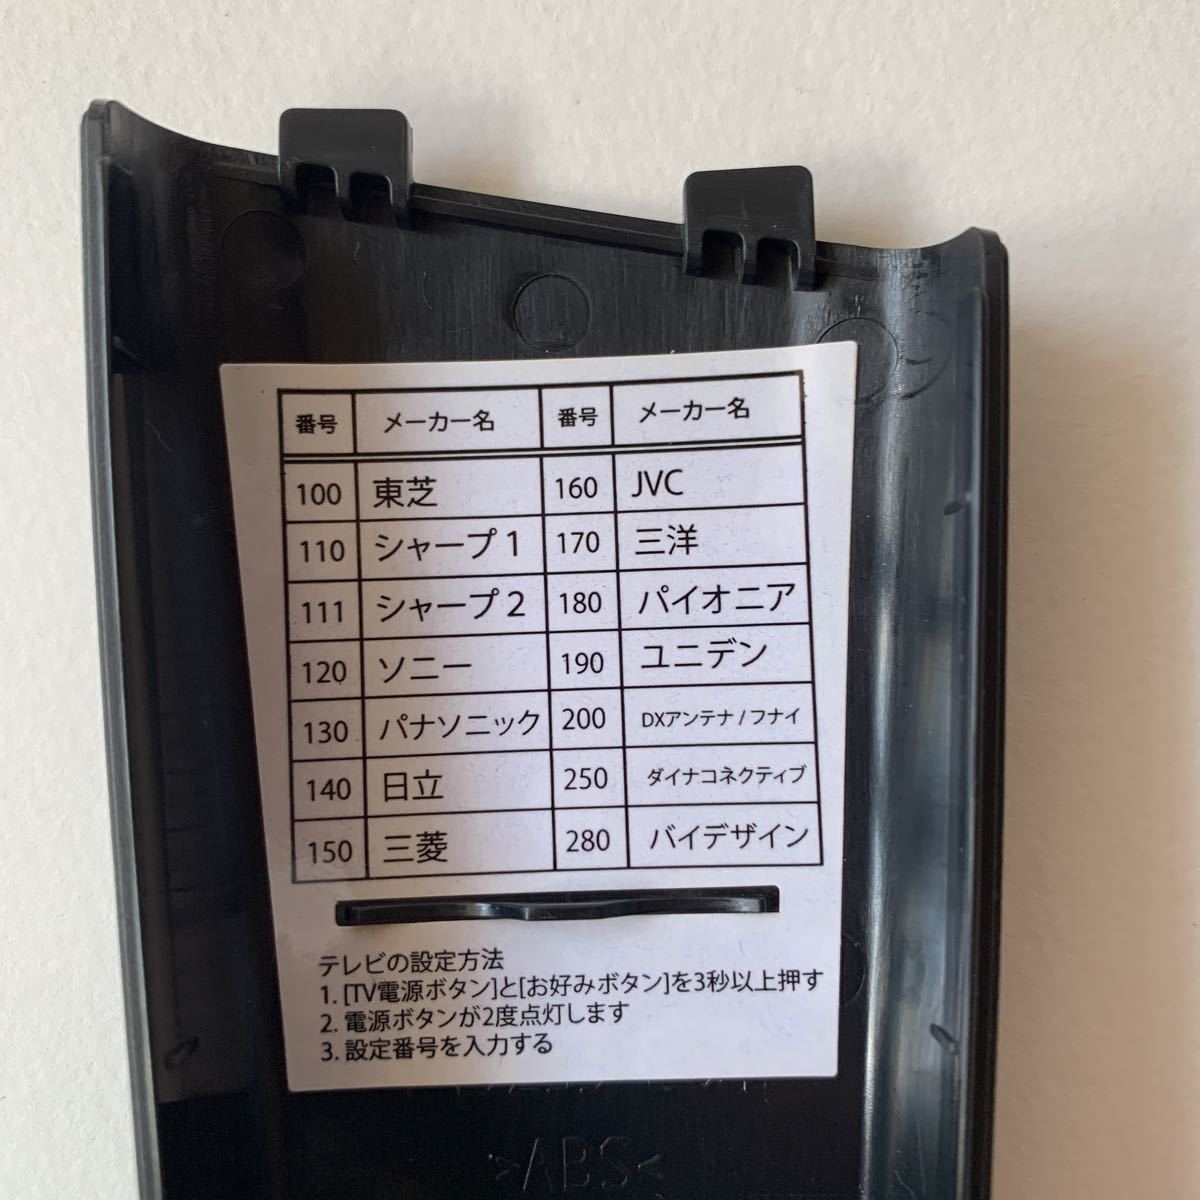 番号 メーカー名 番号 メーカー名
100 東芝 160 JVC
110 シャープ1 170 三洋
111 シャープ2 180 パイオニア
120 ソニー 190 ユニデン
130 パナソニック 200 DXアンテナ / フナイ
140 日立 250 ダイナコネクティブ
150 三菱 280 バイデザイン
テレビの設定方法
1. [TV電源ボタン]と[お好みボタン]を3秒以上押す
2. 電源ボタンが2度点灯します
3. 設定番号を入力する
>ABS<